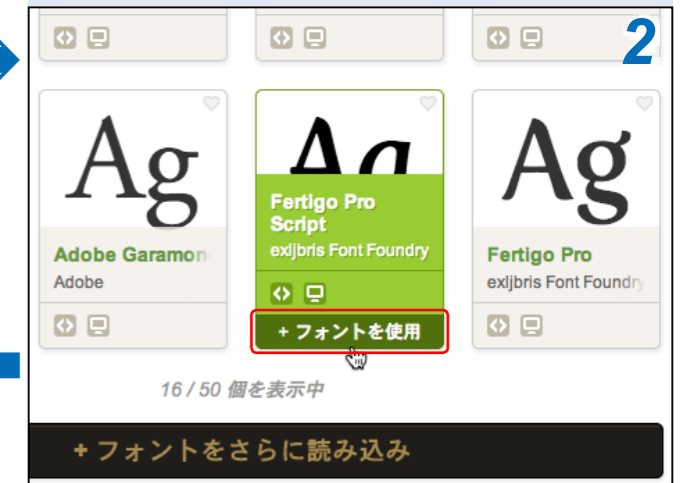 2
Ag
Adobe Garamon
Adobe
Ag
Fertigo Pro
Script
exljbris Font Foundry
+ フォントを使用
Ag
Fertigo Pro
exljbris Font Foundry
16 / 50 個を表示中
+ フォントをさらに読み込み